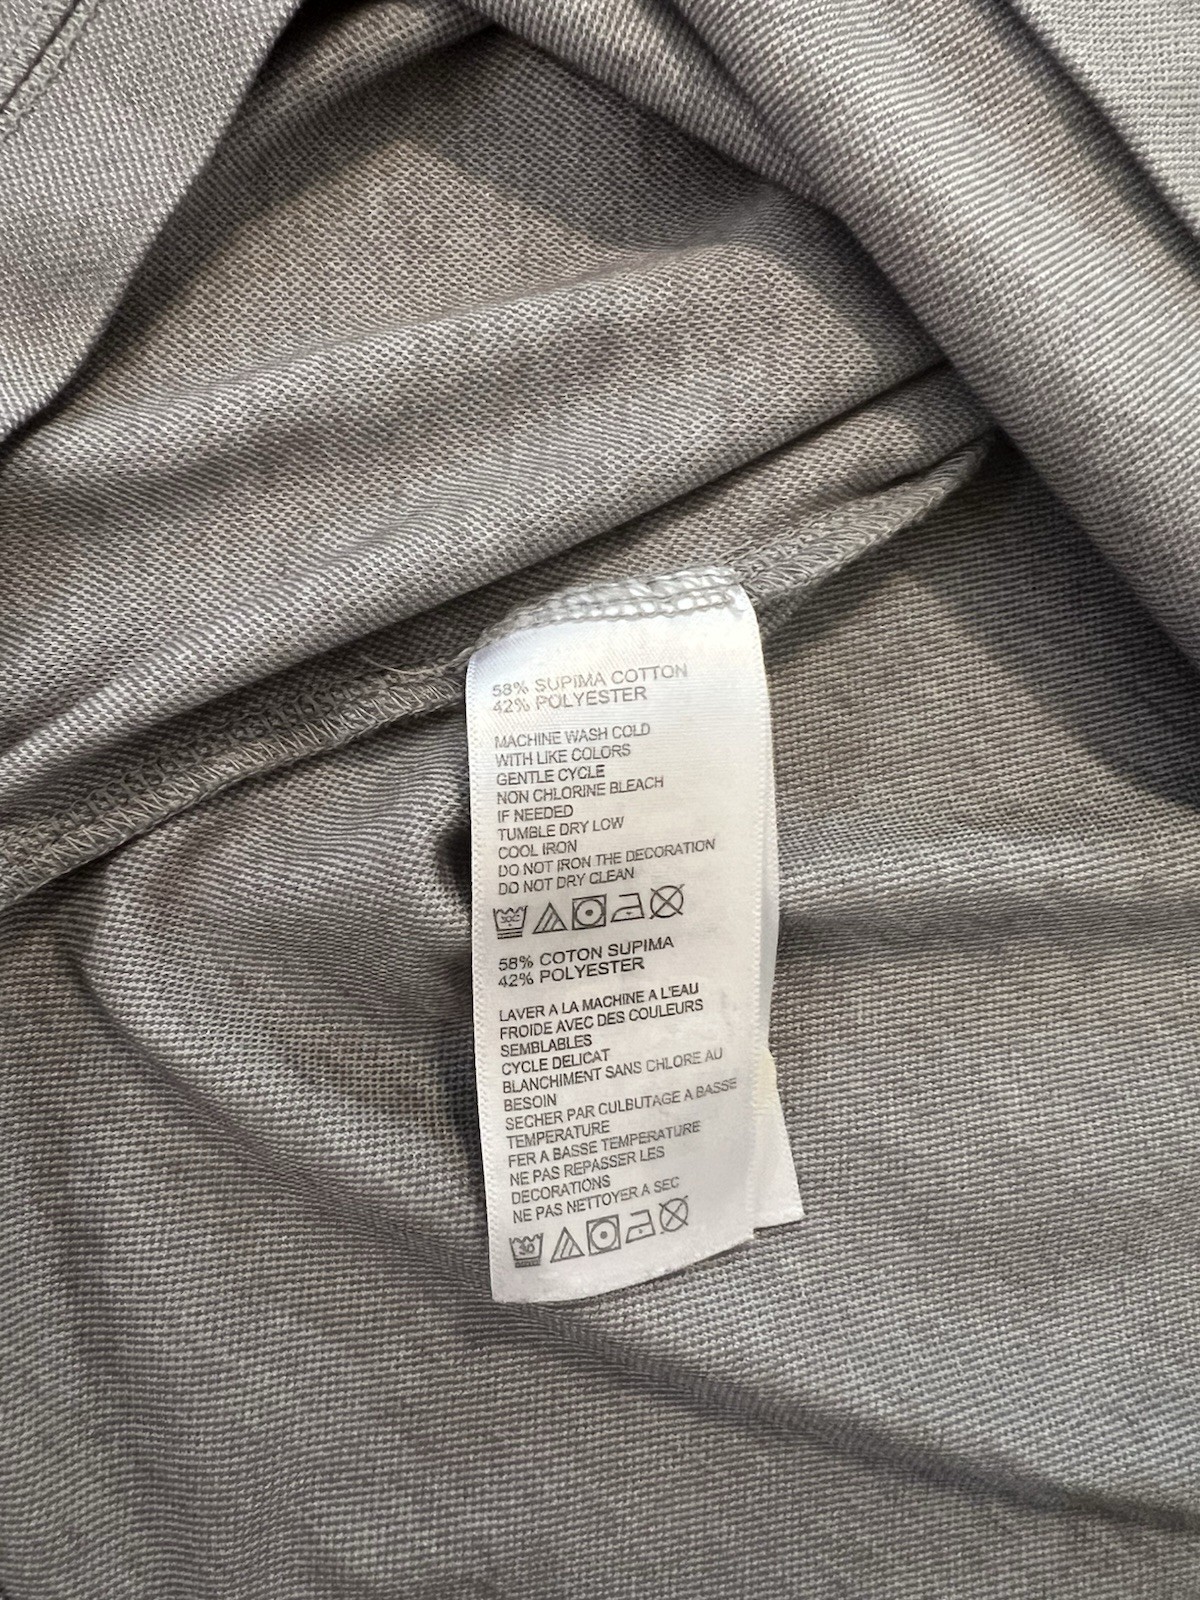 58% SUPIMA COTTON
42% POLYESTER
MACHINE WASH COLD
WITH LIKE COLORS
GENTLE CYCLE
NON CHLORINE BLEACH
IF NEEDED
TUMBLE DRY LOW
COOL IRON
DO NOT IRON THE DECORATION
DO NOT DRY CLEAN
58% COTON SUPIMA
42% POLYESTER
LAVER A LA MACHINE A L'EAU
FROIDE AVEC DES COULEURS
SEMBLABLES
CYCLE DELICAT
BLANCHIMENT SANS CHLORE AU
BESOIN
SECHER PAR CULBUTAGE A BASSE
TEMPERATURE
FER A BASSE TEMPERATURE
NE PAS REPASSER LES
DECORATIONS
NE PAS NETTOYER A SEC
30